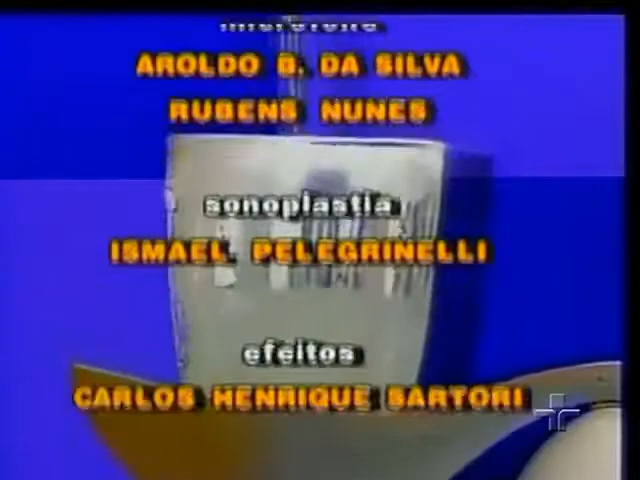 AROLDO B. DA SILVA
RUBENS NUNES
sonoplastia
ISMAEL PELEGRINELLI
efeitos
CARLOS HENRIQUE SARTORI